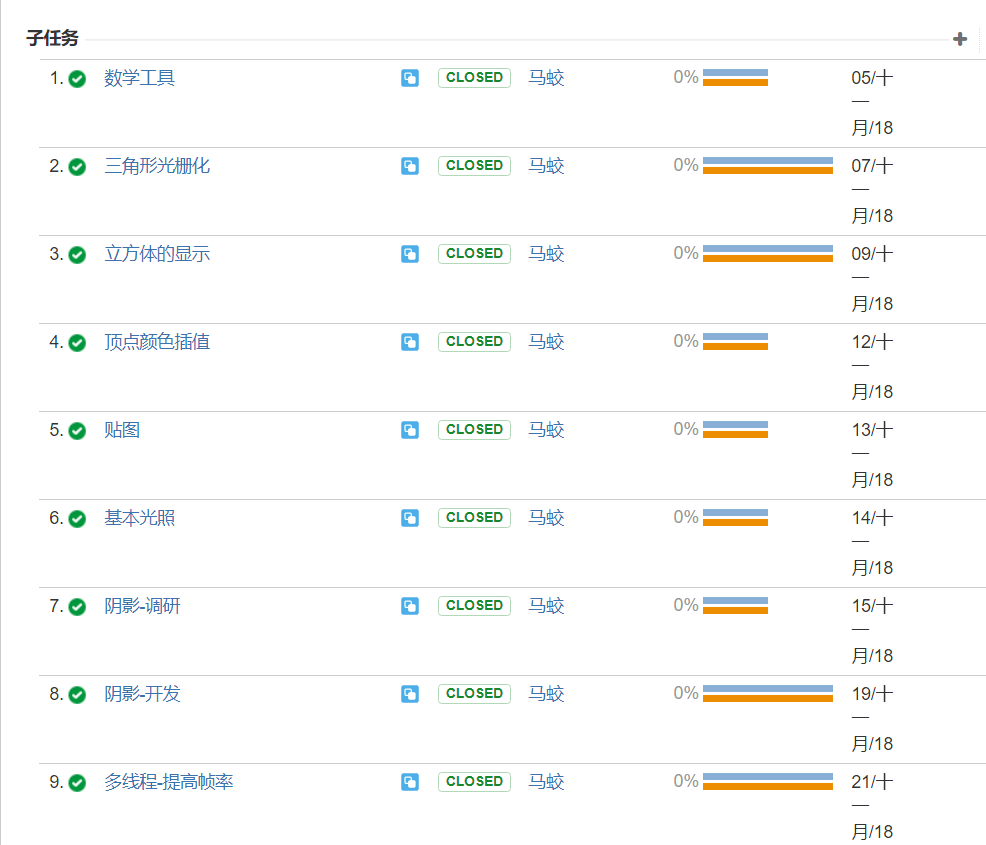 子任务
1. 数学工具 CLOSED 马蛟 0% 05/十
一
月/18
2. 三角形光栅化 CLOSED 马蛟 0% 07/十
一
月/18
3. 立方体的显示 CLOSED 马蛟 0% 09/十
一
月/18
4. 顶点颜色插值 CLOSED 马蛟 0% 12/十
一
月/18
5. 贴图 CLOSED 马蛟 0% 13/十
一
月/18
6. 基本光照 CLOSED 马蛟 0% 14/十
一
月/18
7. 阴影-调研 CLOSED 马蛟 0% 15/十
一
月/18
8. 阴影-开发 CLOSED 马蛟 0% 19/十
一
月/18
9. 多线程-提高帧率 CLOSED 马蛟 0% 21/十
一
月/18